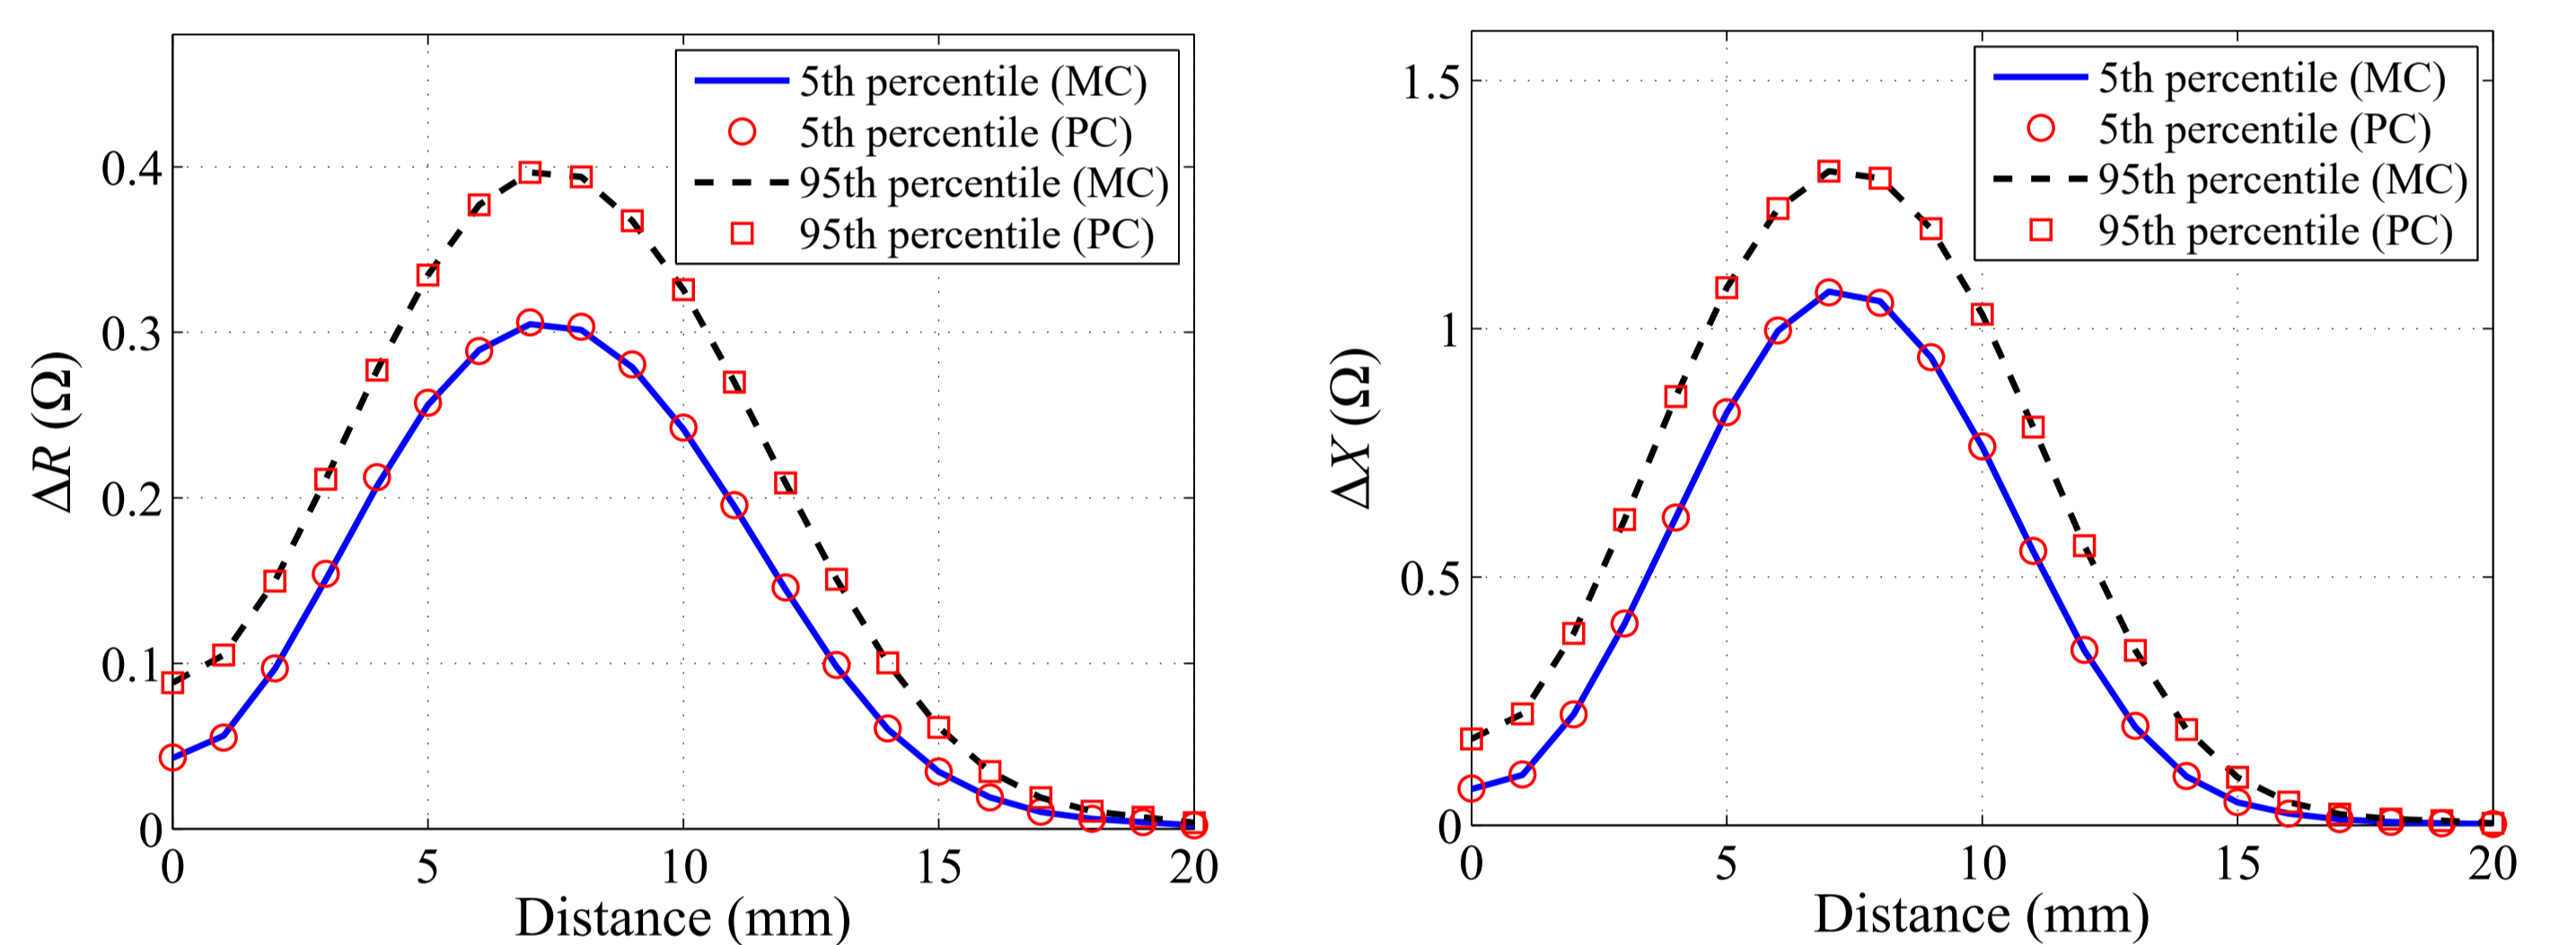 5th percentile (MC)
5th percentile (PC)
95th percentile (MC)
95th percentile (PC)
0.4
0.3
0.2
0.1
0
ΔR (Ω)
0 5 10 15 20
Distance (mm)
5th percentile (MC)
5th percentile (PC)
95th percentile (MC)
95th percentile (PC)
1.5
1
0.5
0
ΔX (Ω)
0 5 10 15 20
Distance (mm)